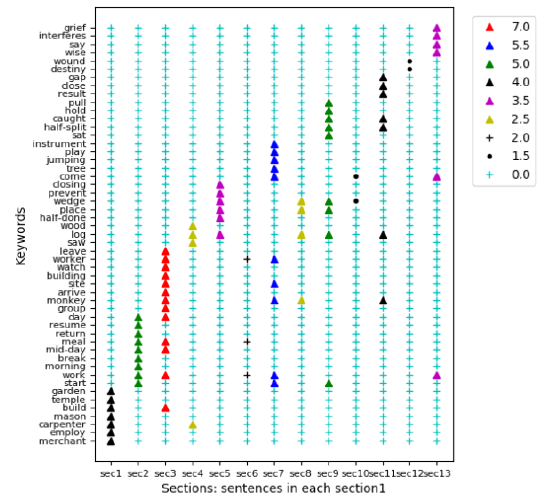 grief
interferes
say
wise
wound
destiny
gap
close
result
pull
hold
caught
half-split
sat
instrument
play
jumping
tree
come
closing
prevent
wedge
place
half-done
wood
log
saw
leave
worker
watch
building
site
arrive
monkey
group
day
resume
return
meal
mid-day
break
morning
work
start
garden
temple
build
mason
carpenter
employ
merchant
Keywords
sec1 sec2 sec3 sec4 sec5 sec6 sec7 sec8 sec9 sec10 sec11 sec12 sec13
Sections: sentences in each section1
7.0
5.5
5.0
4.0
3.5
2.5
2.0
1.5
0.0